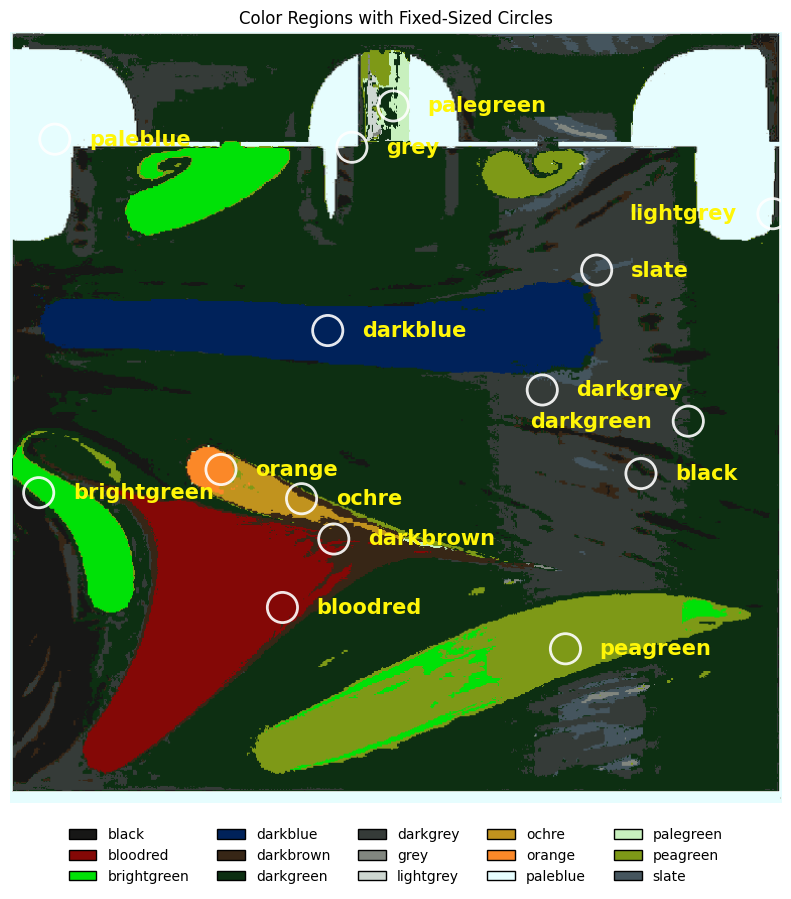 Color Regions with Fixed-Sized Circles
palegreen
paleblue
grey
lightgrey
slate
darkblue
darkgrey
darkgreen
orange
black
brightgreen
ochre
darkbrown
bloodred
peagreen
black darkblue darkgrey ochre palegreen
bloodred darkbrown grey orange peagreen
brightgreen darkgreen lightgrey paleblue slate